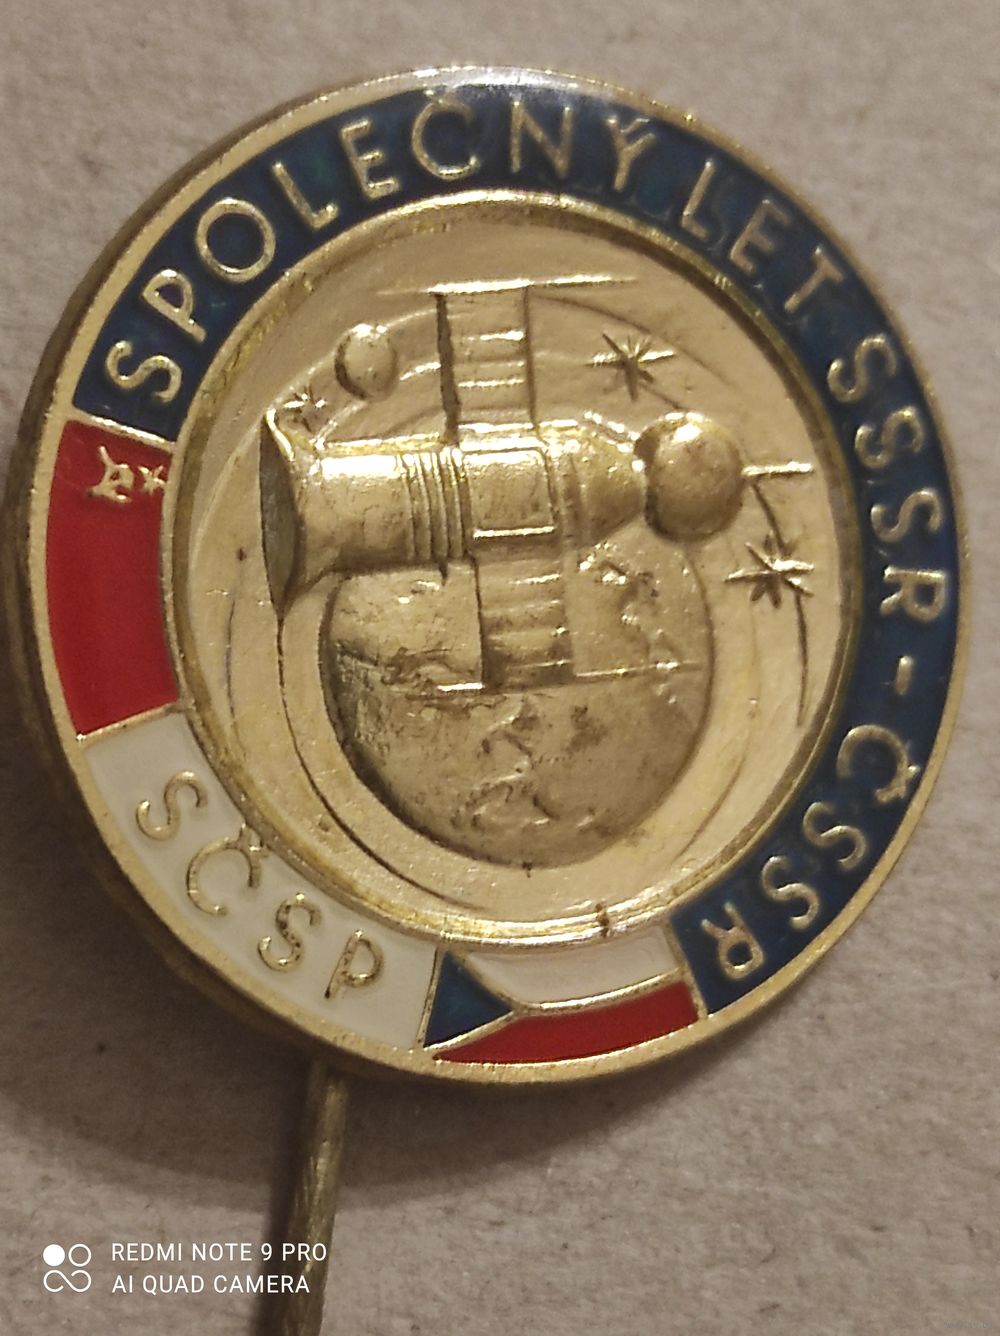 SPOLEČNÝ LET SSSR - ČSSR
SČSP
REDMI NOTE 9 PRO
AI QUAD CAMERA